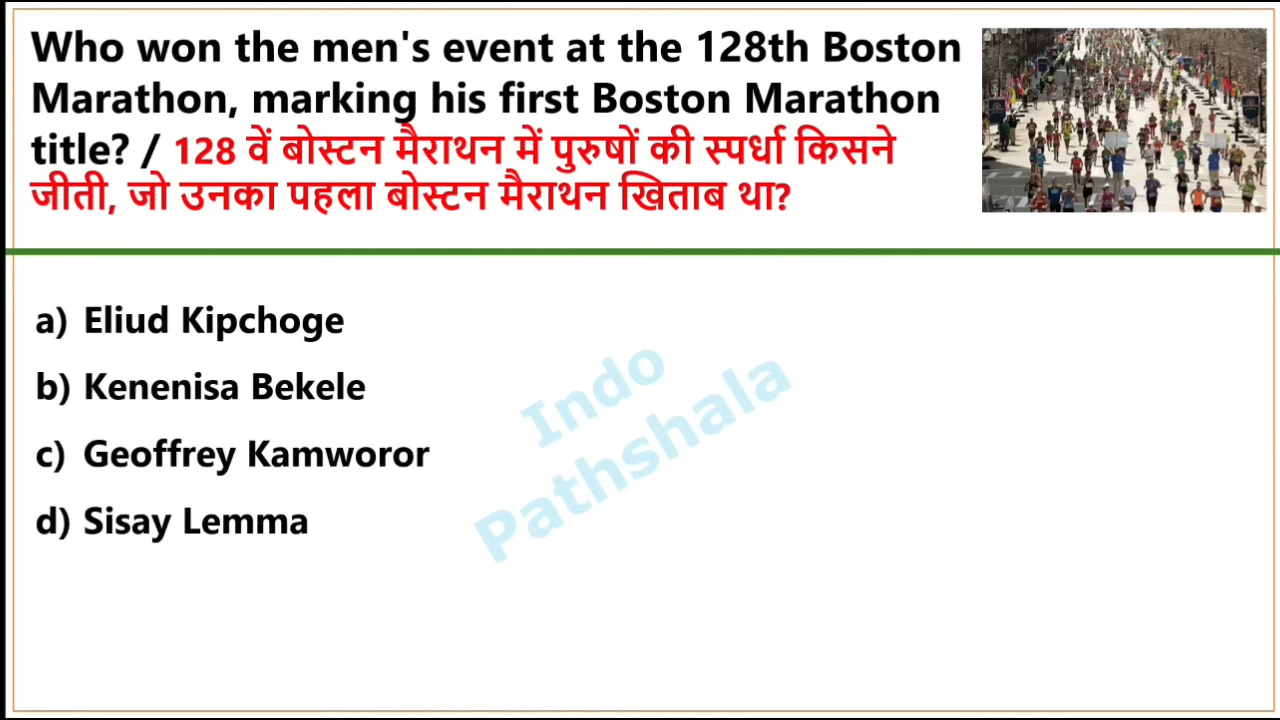 Who won the men's event at the 128th Boston
Marathon, marking his first Boston Marathon
title? / 128 वें बोस्टन मैराथन में पुरुषों की स्पर्धा किसने
जीती, जो उनका पहला बोस्टन मैराथन खिताब था?
a) Eliud Kipchoge
b) Kenenisa Bekele
c) Geoffrey Kamworor
d) Sisay Lemma
Indo
Pathshala